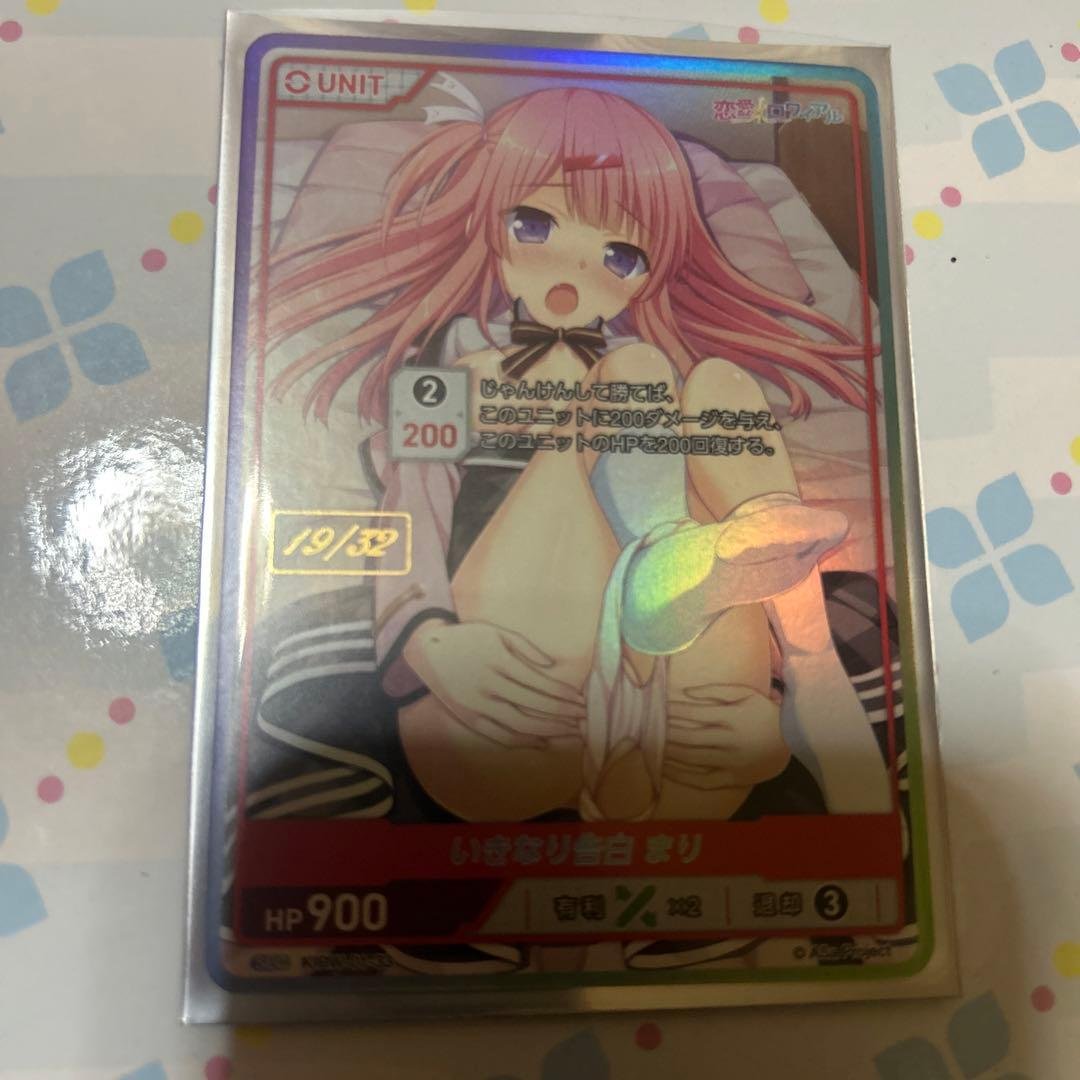 UNIT
恋愛×ロワイアル
2
200
じゃんけんして勝てば、
このユニットに200ダメージを与え、
このユニットのHPを200回復する。
19/32
いきなり告白 まり
HP 900
有利 ×2
退却 3
© ASa Project